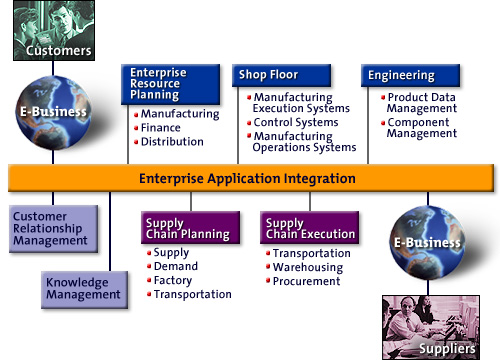 Customers
E-Business
Enterprise
Resource
Planning
Manufacturing
Finance
Distribution
Shop Floor
Manufacturing
Execution Systems
Control Systems
Manufacturing
Operations Systems
Engineering
Product Data
Management
Component
Management
Enterprise Application Integration
Customer
Relationship
Management
Knowledge
Management
Supply
Chain Planning
Supply
Demand
Factory
Transportation
Supply
Chain Execution
Transportation
Warehousing
Procurement
E-Business
Suppliers